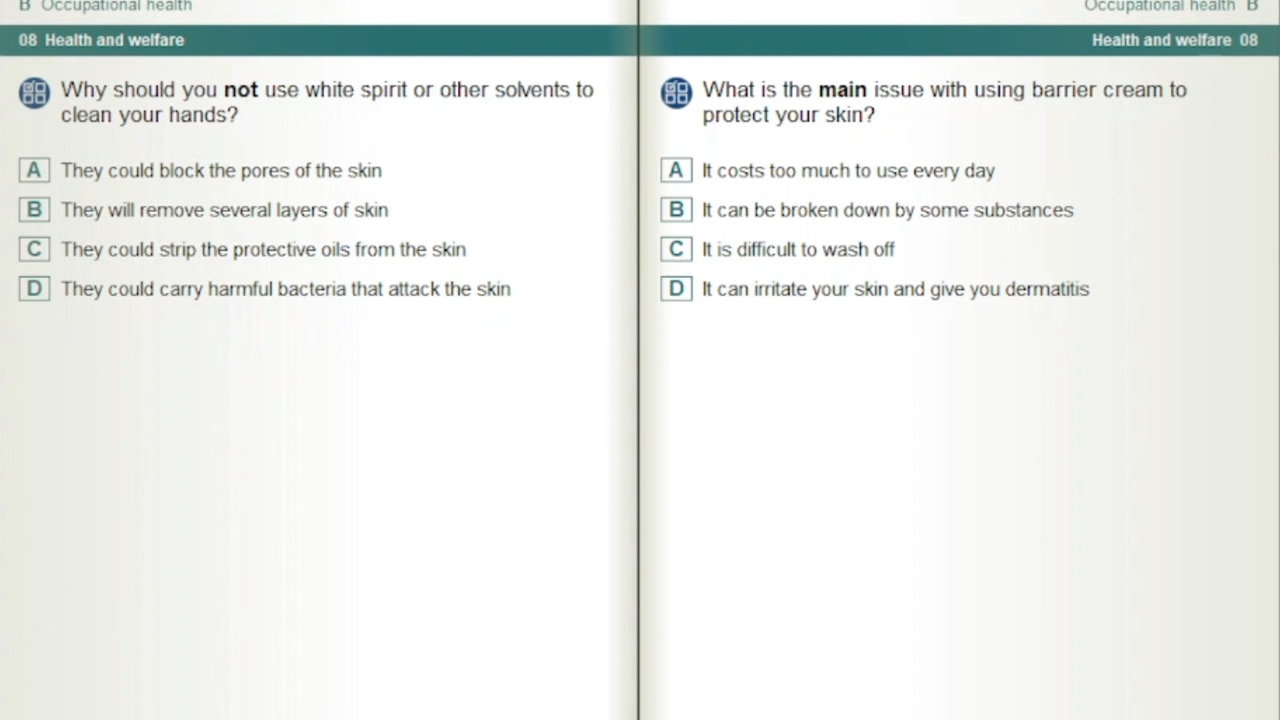 B Occupational health
08 Health and welfare
Why should you not use white spirit or other solvents to
clean your hands?
A They could block the pores of the skin
B They will remove several layers of skin
C They could strip the protective oils from the skin
D They could carry harmful bacteria that attack the skin
Occupational health B
Health and welfare 08
What is the main issue with using barrier cream to
protect your skin?
A It costs too much to use every day
B It can be broken down by some substances
C It is difficult to wash off
D It can irritate your skin and give you dermatitis